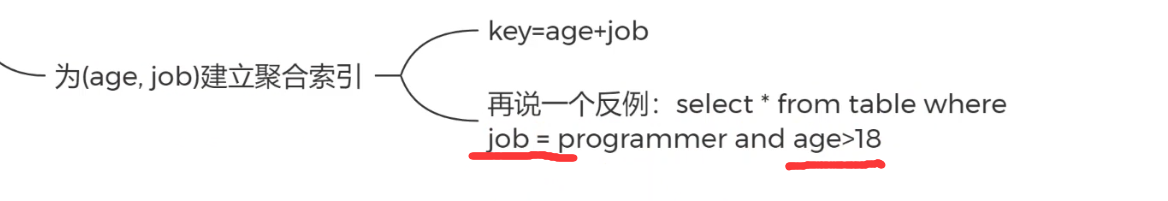 key=age+job
为(age, job)建立聚合索引
再说一个反例：select * from table where
job = programmer and age>18